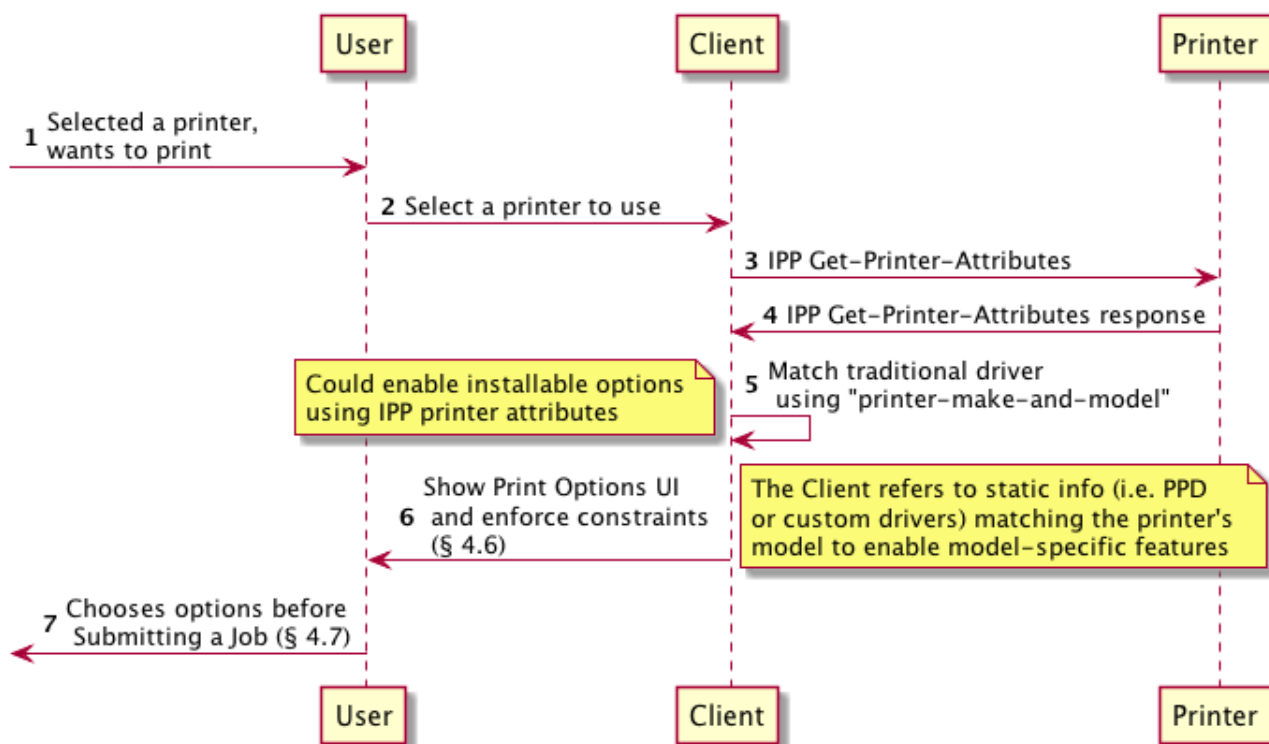 User
Client
Printer
1 Selected a printer,
wants to print
2 Select a printer to use
3 IPP Get-Printer-Attributes
4 IPP Get-Printer-Attributes response
Could enable installable options
using IPP printer attributes
5 Match traditional driver
using "printer-make-and-model"
Show Print Options UI
6 and enforce constraints
(§ 4.6)
The Client refers to static info (i.e. PPD
or custom drivers) matching the printer's
model to enable model-specific features
7 Chooses options before
Submitting a Job (§ 4.7)
User
Client
Printer